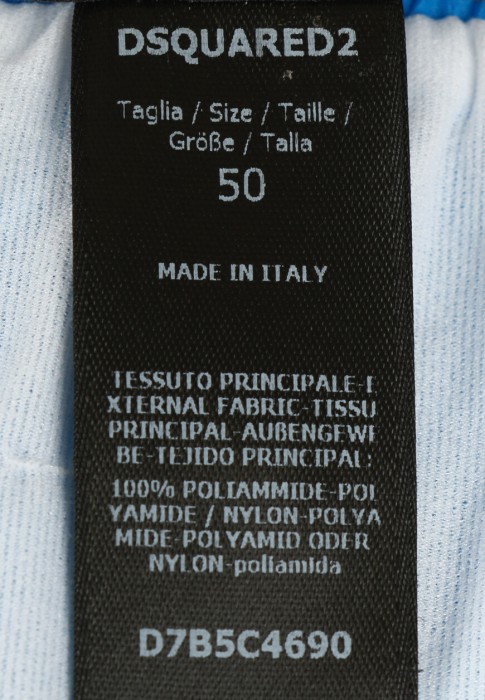 DSQUARED2
Taglia / Size / Taille /
Größe / Talla
50
MADE IN ITALY
TESSUTO PRINCIPALE-E
XTERNAL FABRIC-TISSU
PRINCIPAL-AUßENGEWE
BE-TEJIDO PRINCIPAL:
100% POLIAMMIDE-POL
YAMIDE / NYLON-POLYA
MIDE-POLYAMID ODER
NYLON-poliamida
D7B5C4690